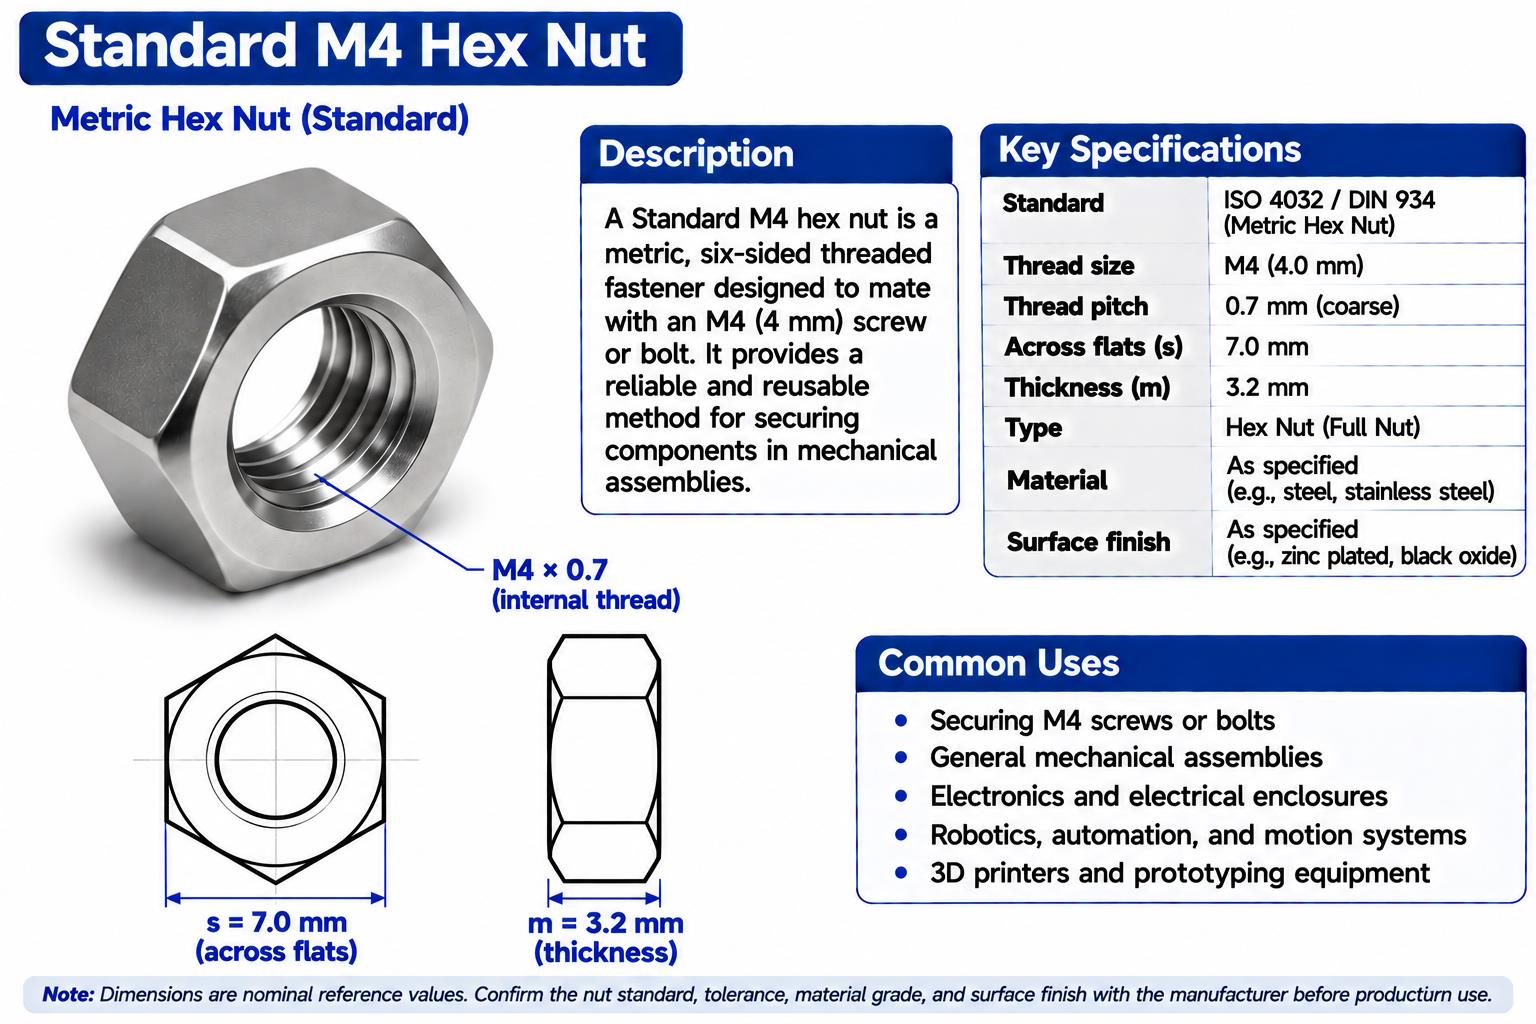 Standard M4 Hex Nut
Metric Hex Nut (Standard)
M4 × 0.7
(internal thread)
s = 7.0 mm
(across flats)
m = 3.2 mm
(thickness)
Description
A Standard M4 hex nut is a
metric, six-sided threaded
fastener designed to mate
with an M4 (4 mm) screw
or bolt. It provides a
reliable and reusable
method for securing
components in mechanical
assemblies.
Key Specifications
Standard ISO 4032 / DIN 934
(Metric Hex Nut)
Thread size M4 (4.0 mm)
Thread pitch 0.7 mm (coarse)
Across flats (s) 7.0 mm
Thickness (m) 3.2 mm
Type Hex Nut (Full Nut)
Material As specified
(e.g., steel, stainless steel)
Surface finish As specified
(e.g., zinc plated, black oxide)
Common Uses
• Securing M4 screws or bolts
• General mechanical assemblies
• Electronics and electrical enclosures
• Robotics, automation, and motion systems
• 3D printers and prototyping equipment
Note: Dimensions are nominal reference values. Confirm the nut standard, tolerance, material grade, and surface finish with the manufacturer before productırn use.